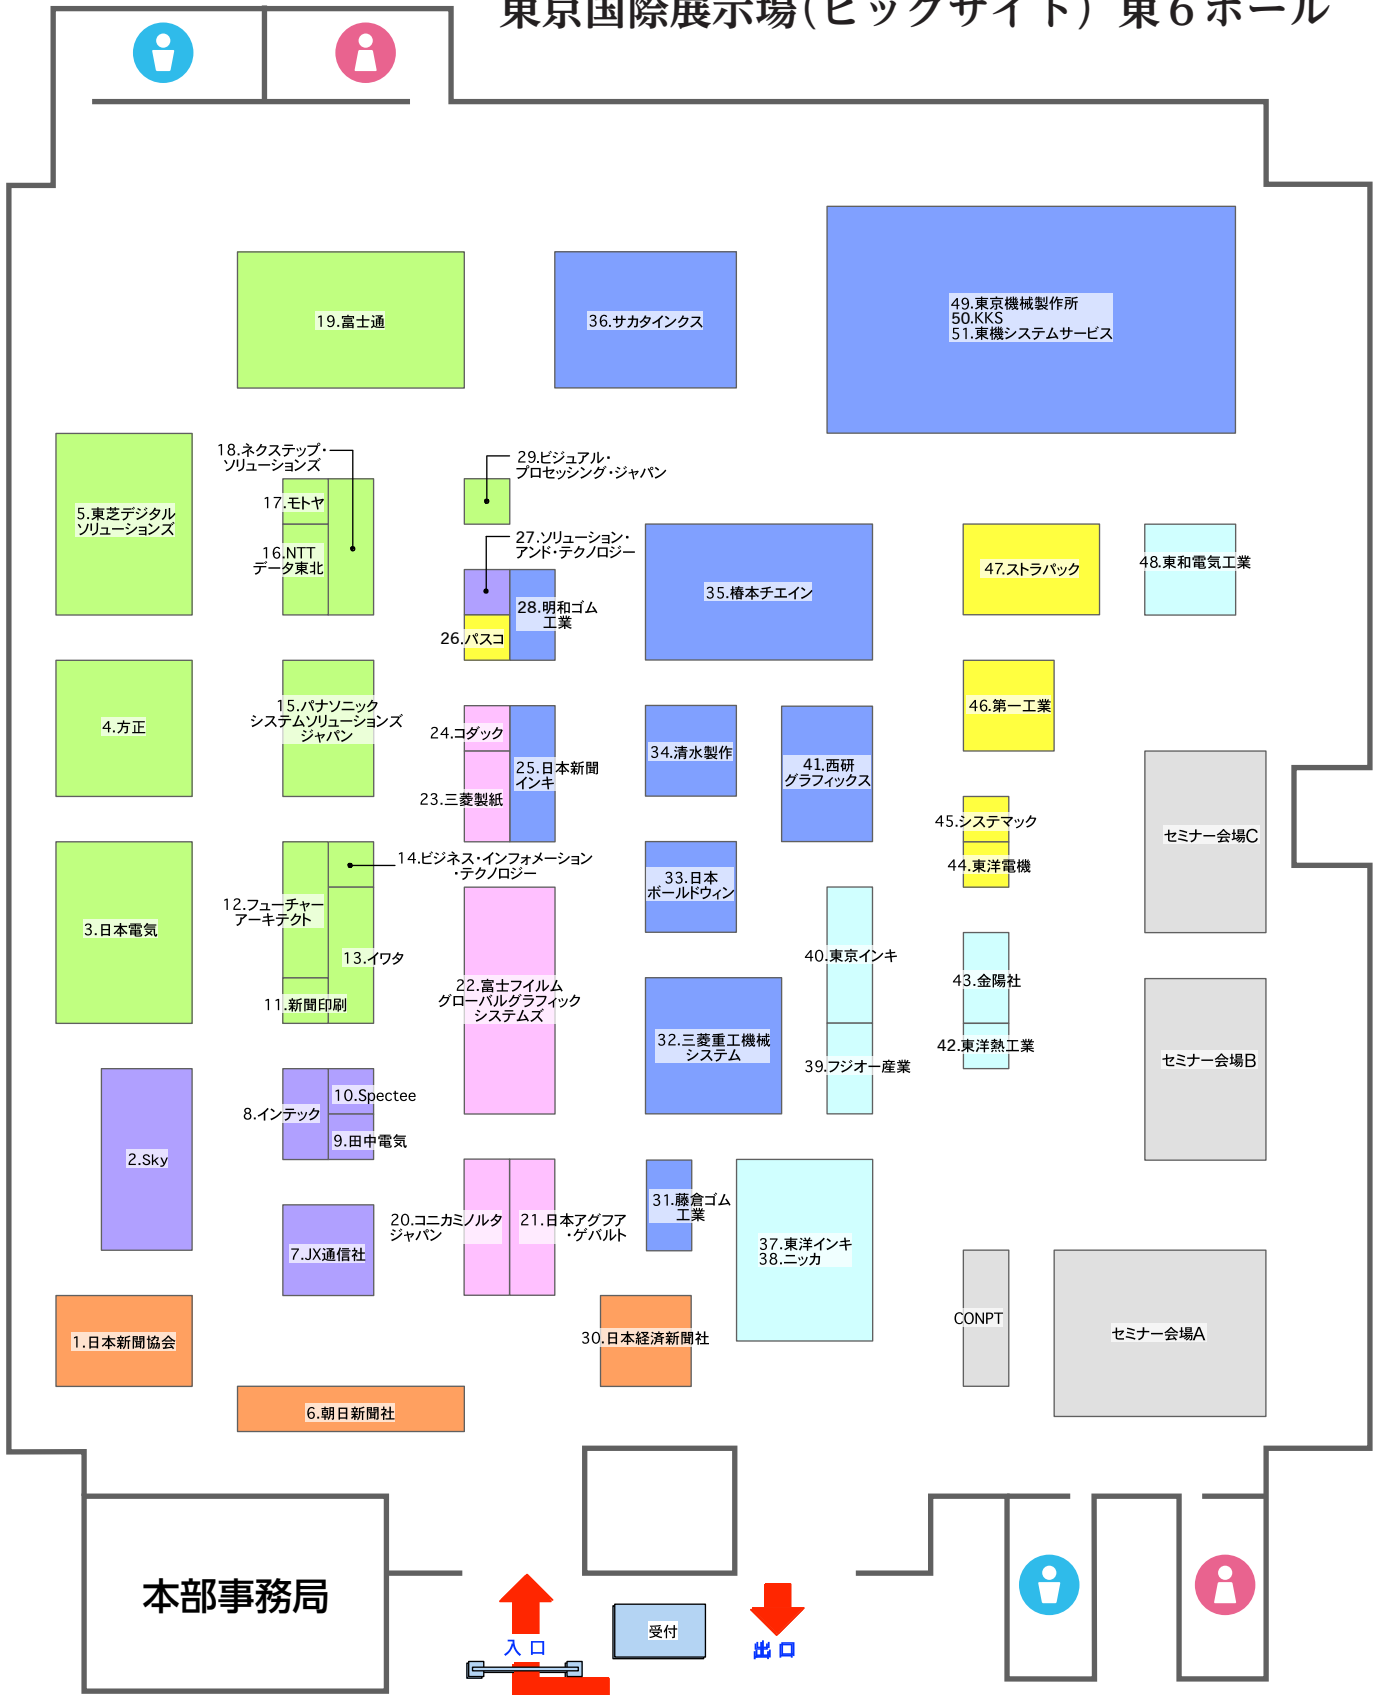 東京国際展示場(ビッグサイト) 東6ホール
19.富士通
36.サカタインクス
49.東京機械製作所
50.KKS
51.東機システムサービス
18.ネクステップ・
ソリューションズ
29.ビジュアル・
プロセッシング・ジャパン
5.東芝デジタル
ソリューションズ
17.モトヤ
16.NTT
データ東北
27.ソリューション・
アンド・テクノロジー
28.明和ゴム
工業
26.パスコ
35.椿本チエイン
47.ストラパック
48.東和電気工業
4.方正
15.パナソニック
システムソリューションズ
ジャパン
24.コダック
25.日本新聞
インキ
23.三菱製紙
34.清水製作
41.西研
グラフィックス
46.第一工業
45.システマック
44.東洋電機
セミナー会場C
14.ビジネス・インフォメーション
・テクノロジー
3.日本電気
12.フューチャー
アーキテクト
13.イワタ
11.新聞印刷
22.富士フイルム
グローバルグラフィック
システムズ
33.日本
ボールドウィン
40.東京インキ
43.金陽社
32.三菱重工機械
システム
39.フジオー産業
42.東洋熱工業
セミナー会場B
2.Sky
8.インテック
10.Spectee
9.田中電気
7.JX通信社
20.コニカミノルタ
ジャパン
21.日本アグフア
・ゲバルト
31.藤倉ゴム
工業
37.東洋インキ
38.ニッカ
1.日本新聞協会
30.日本経済新聞社
CONPT
セミナー会場A
6.朝日新聞社
本部事務局
入口
受付
出口